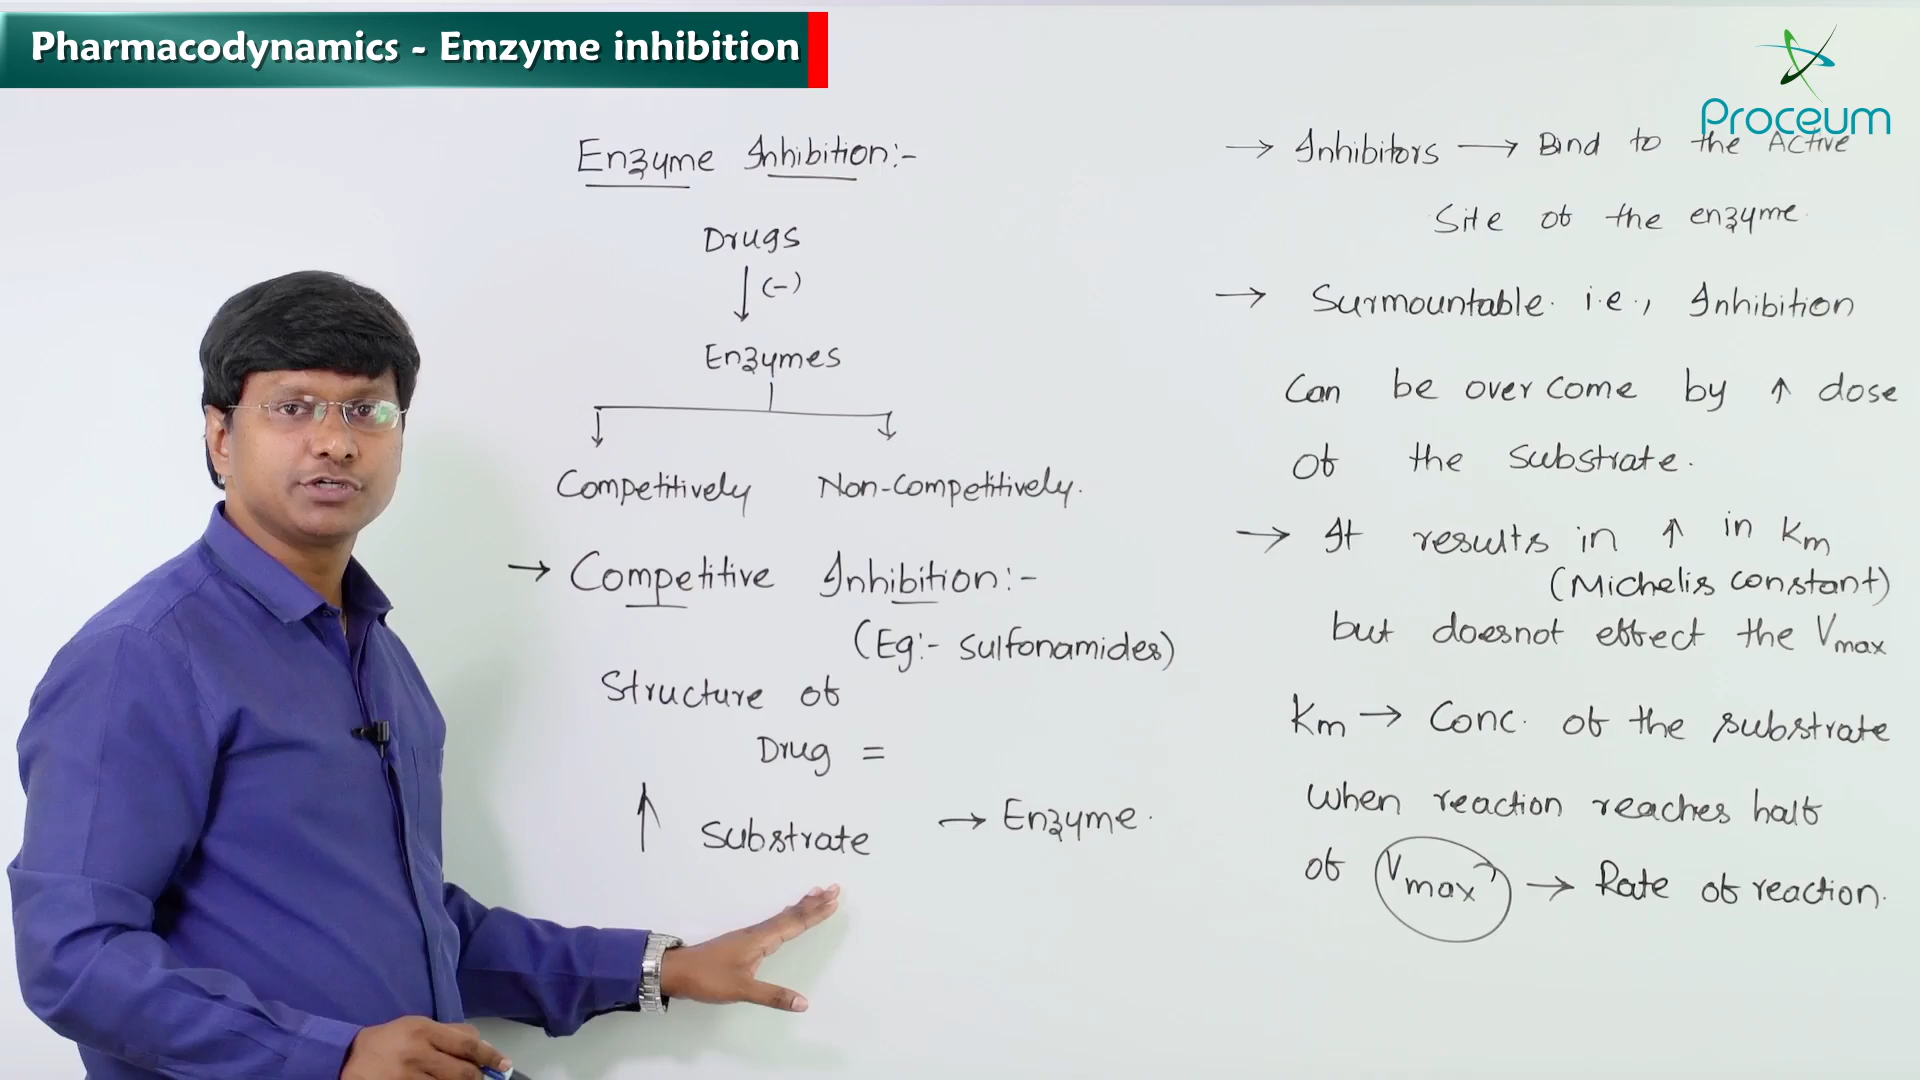 Pharmacodynamics - Emzyme inhibition
Proceum
Enzyme Inhibition:-
Drugs
↓ (-)
Enzymes
Competitively Non-competitively.
→ Competitive Inhibition:-
(Eg:- sulfonamides)
Structure of
Drug =
↑ Substrate → Enzyme.
→ Inhibitors → Bind to the Active
Site of the enzyme.
→ Surmountable. i.e., Inhibition
Can be over come by ↑ dose
of the substrate.
→ It results in ↑ in Km
(Michelis constant)
but doesnot effect the Vmax
Km → Conc. of the substrate
when reaction reaches half
of Vmax → Rate of reaction.